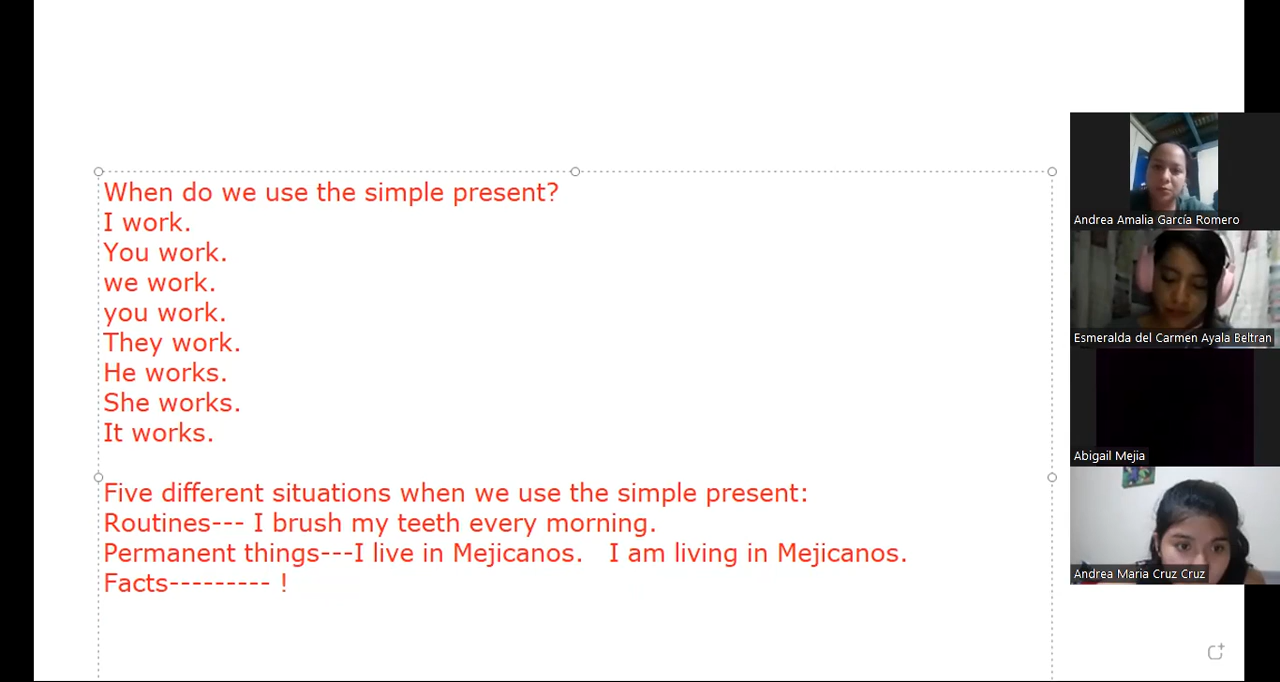 When do we use the simple present?
I work.
You work.
we work.
you work.
They work.
He works.
She works.
It works.
Five different situations when we use the simple present:
Routines--- I brush my teeth every morning.
Permanent things---I live in Mejicanos.   I am living in Mejicanos.
Facts--------- !
Andrea Amalia García Romero
Esmeralda del Carmen Ayala Beltran
Abigail Mejia
Andrea Maria Cruz Cruz